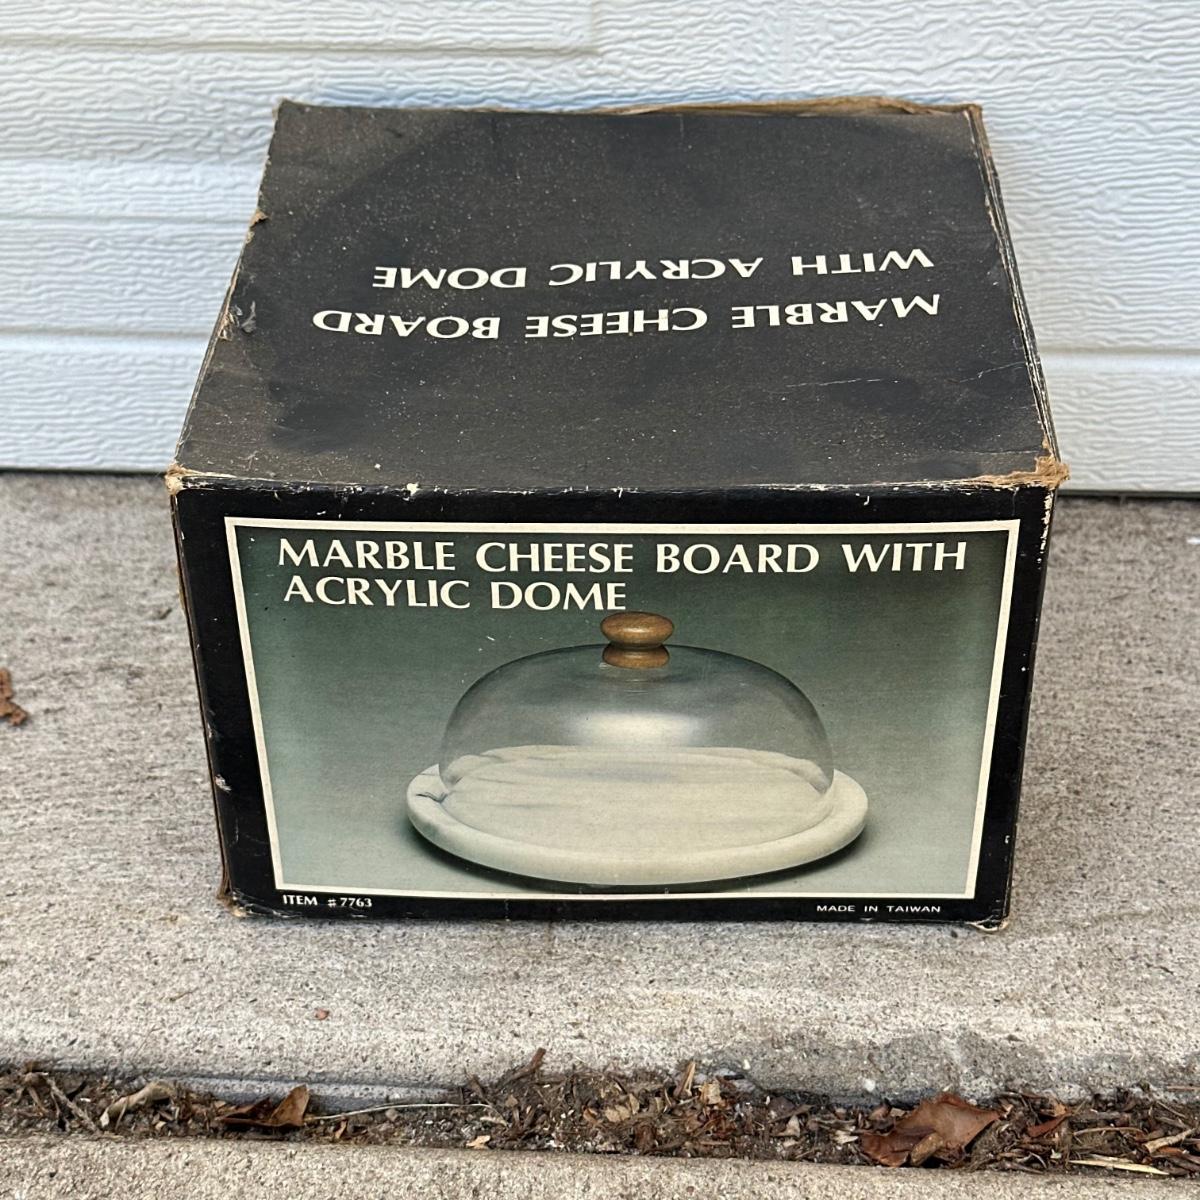 MARBLE CHEESE BOARD
WITH ACRYLIC DOME
MARBLE CHEESE BOARD WITH
ACRYLIC DOME
ITEM #7763
MADE IN TAIWAN